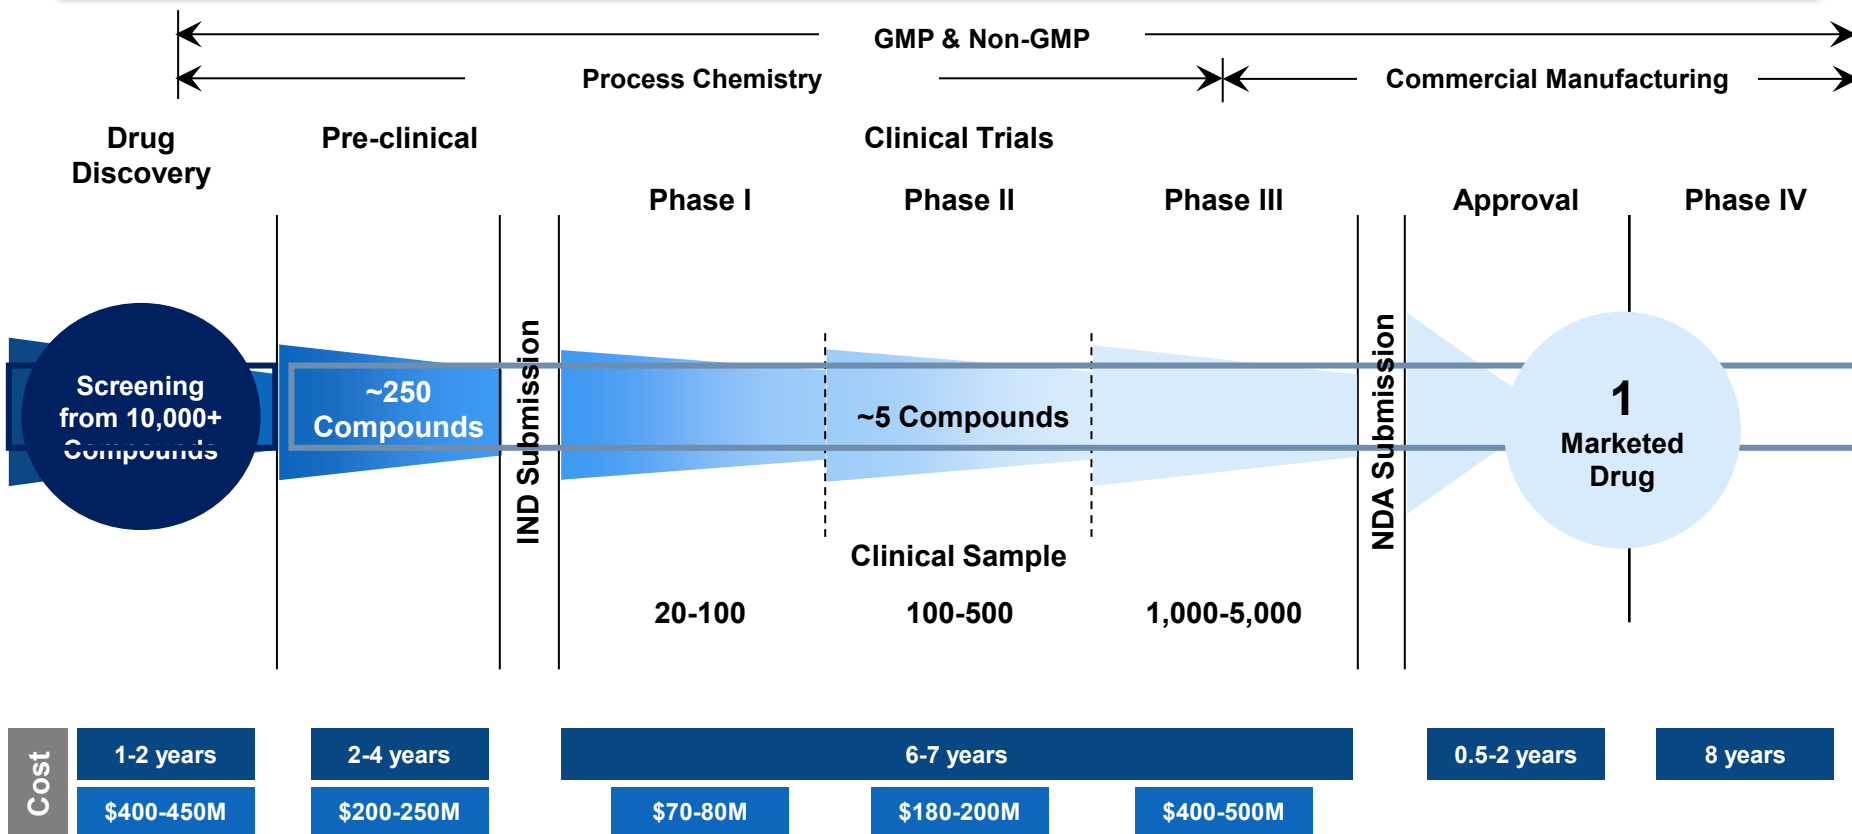 GMP & Non-GMP
Process Chemistry
Commercial Manufacturing
Drug
Discovery
Pre-clinical
Clinical Trials
Phase I
Phase II
Phase III
Approval
Phase IV
Screening
from 10,000+
Compounds
~250
Compounds
IND Submission
~5 Compounds
NDA Submission
1
Marketed
Drug
Clinical Sample
20-100
100-500
1,000-5,000
Cost
1-2 years
2-4 years
6-7 years
0.5-2 years
8 years
$400-450M
$200-250M
$70-80M
$180-200M
$400-500M